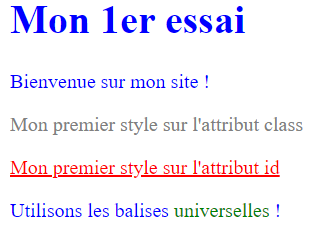 Mon 1er essai
Bienvenue sur mon site !
Mon premier style sur l'attribut class
Mon premier style sur l'attribut id
Utilisons les balises universelles !